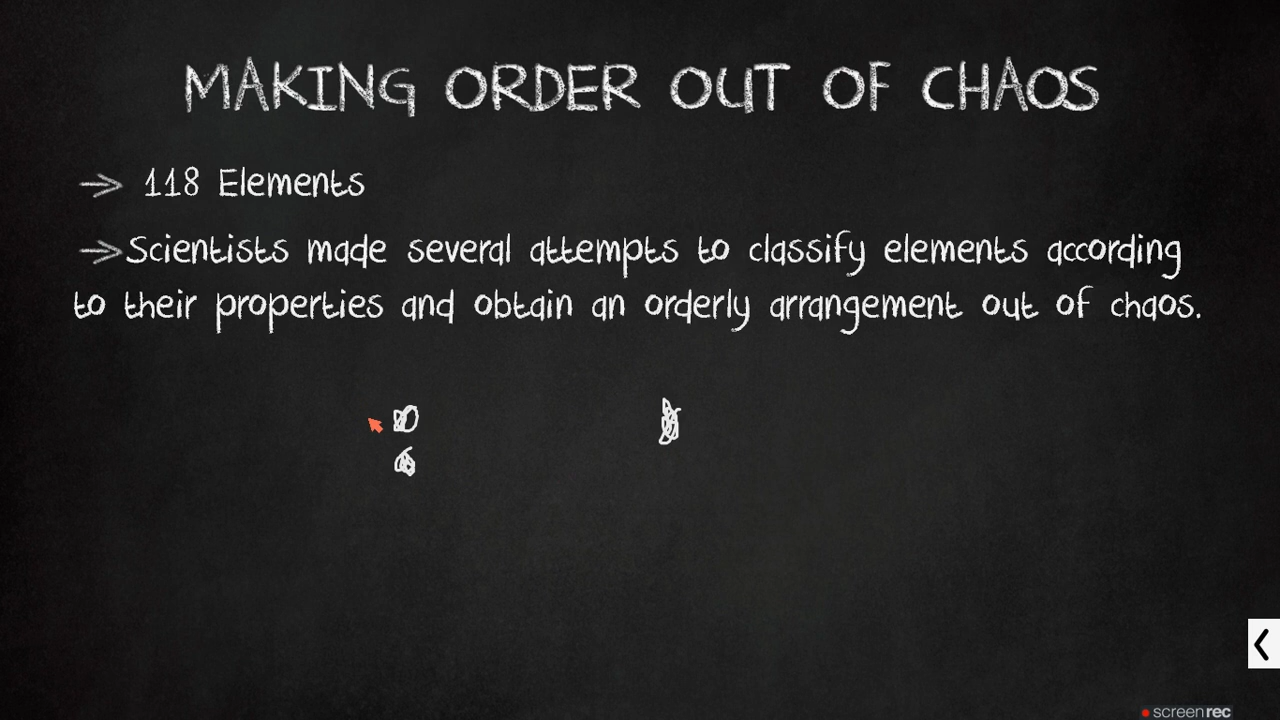 MAKING ORDER OUT OF CHAOS
→ 118 Elements
→Scientists made several attempts to classify elements according
to their properties and obtain an orderly arrangement out of chaos.
screenrec